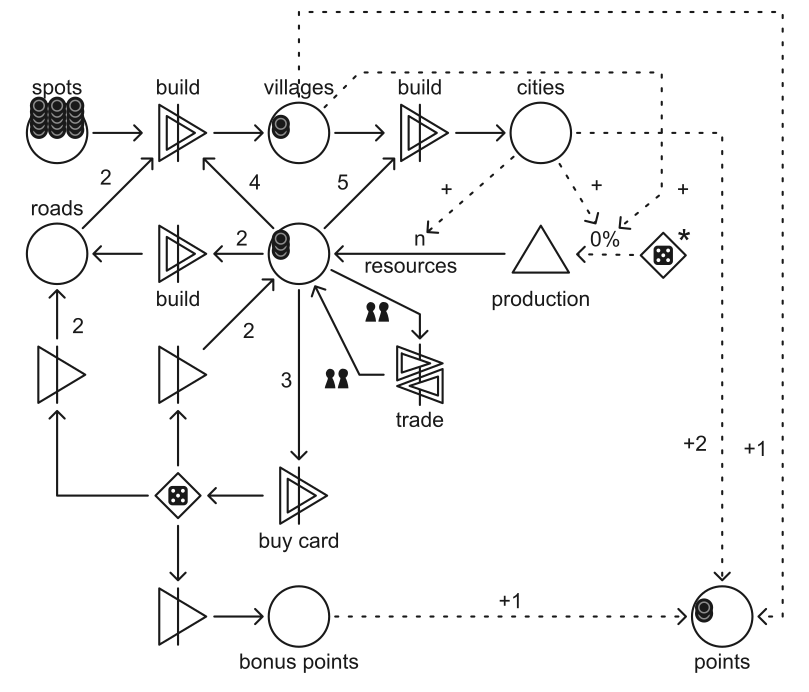 spots build villages build cities
2 4 5 + + +
roads
2 n 0% *
resources
build production
2 2
3
trade
+2 +1
buy card
+1
bonus points points